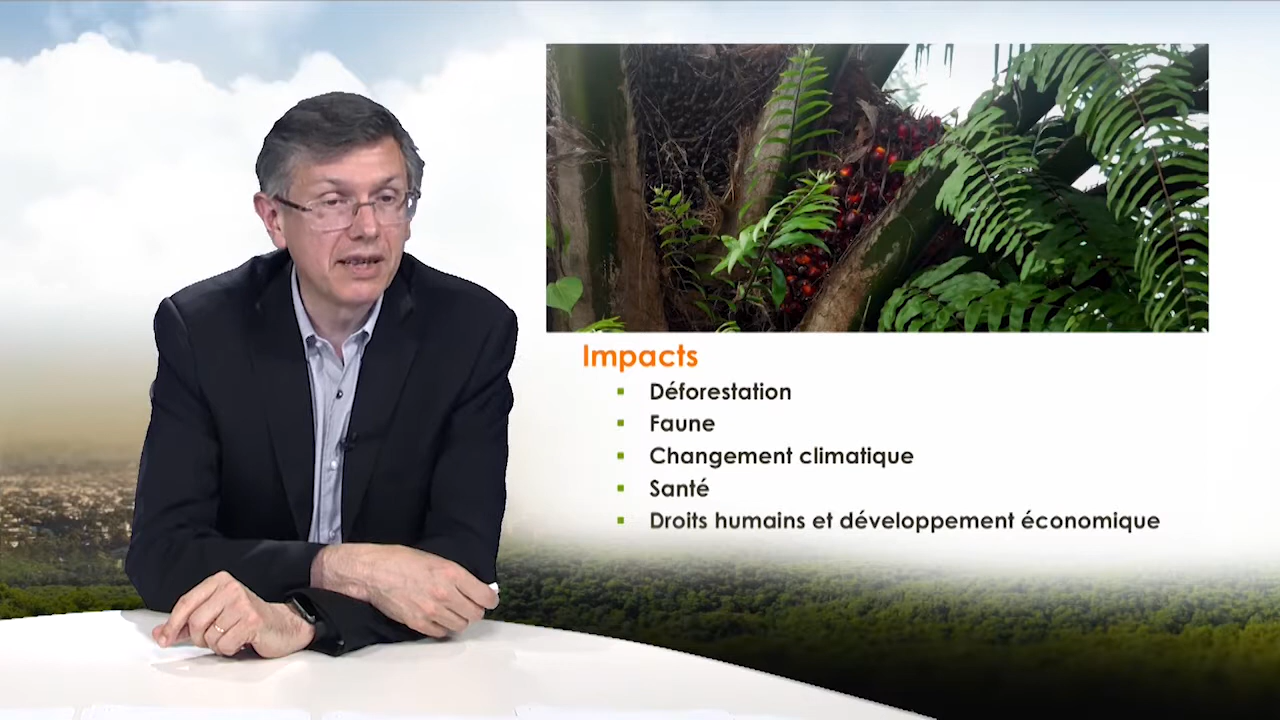 Impacts
Déforestation
Faune
Changement climatique
Santé
Droits humains et développement économique